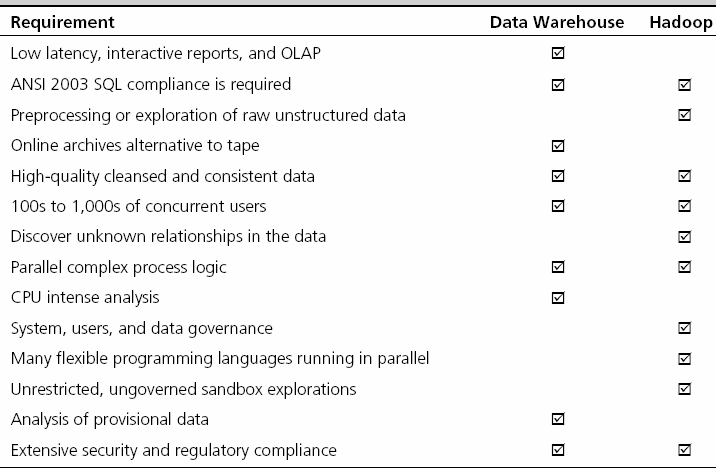 Requirement Data Warehouse Hadoop
Low latency, interactive reports, and OLAP ☑
ANSI 2003 SQL compliance is required ☑ ☑
Preprocessing or exploration of raw unstructured data ☑
Online archives alternative to tape ☑
High-quality cleansed and consistent data ☑ ☑
100s to 1,000s of concurrent users ☑ ☑
Discover unknown relationships in the data ☑
Parallel complex process logic ☑ ☑
CPU intense analysis ☑
System, users, and data governance ☑
Many flexible programming languages running in parallel ☑
Unrestricted, ungoverned sandbox explorations ☑
Analysis of provisional data ☑
Extensive security and regulatory compliance ☑ ☑